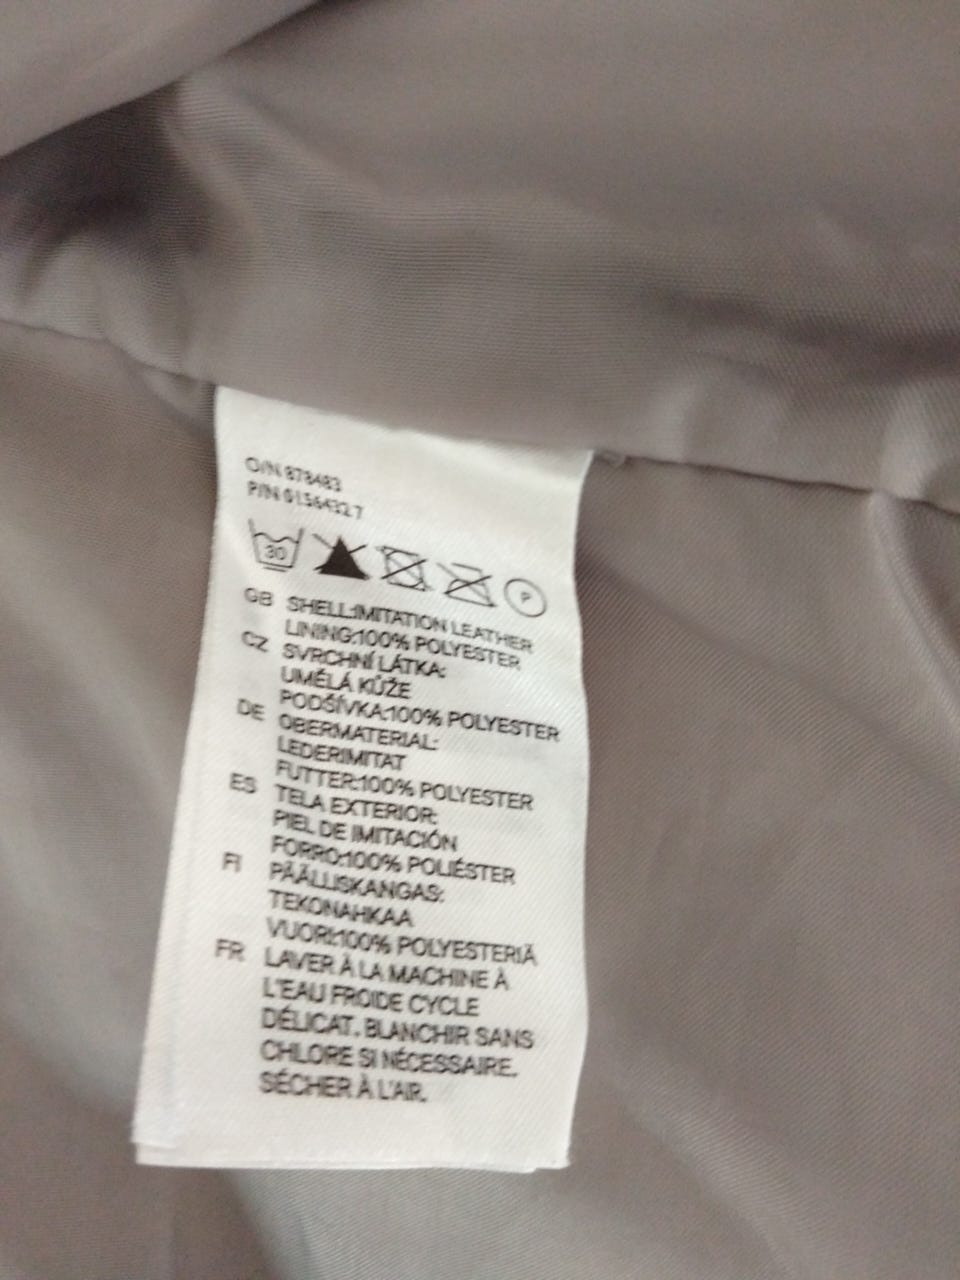 O/N 878483
P/N 01564327
30 P
GB SHELL:IMITATION LEATHER
LINING:100% POLYESTER
CZ SVRCHNÍ LÁTKA:
UMĚLÁ KŮŽE
PODŠÍVKA:100% POLYESTER
DE OBERMATERIAL:
LEDERIMITAT
FUTTER:100% POLYESTER
ES TELA EXTERIOR:
PIEL DE IMITACIÓN
FORRO:100% POLIÉSTER
FI PÄÄLLISKANGAS:
TEKONAHKAA
VUORI:100% POLYESTERIÄ
FR LAVER À LA MACHINE À
L'EAU FROIDE CYCLE
DÉLICAT. BLANCHIR SANS
CHLORE SI NÉCESSAIRE.
SÉCHER À L'AIR.